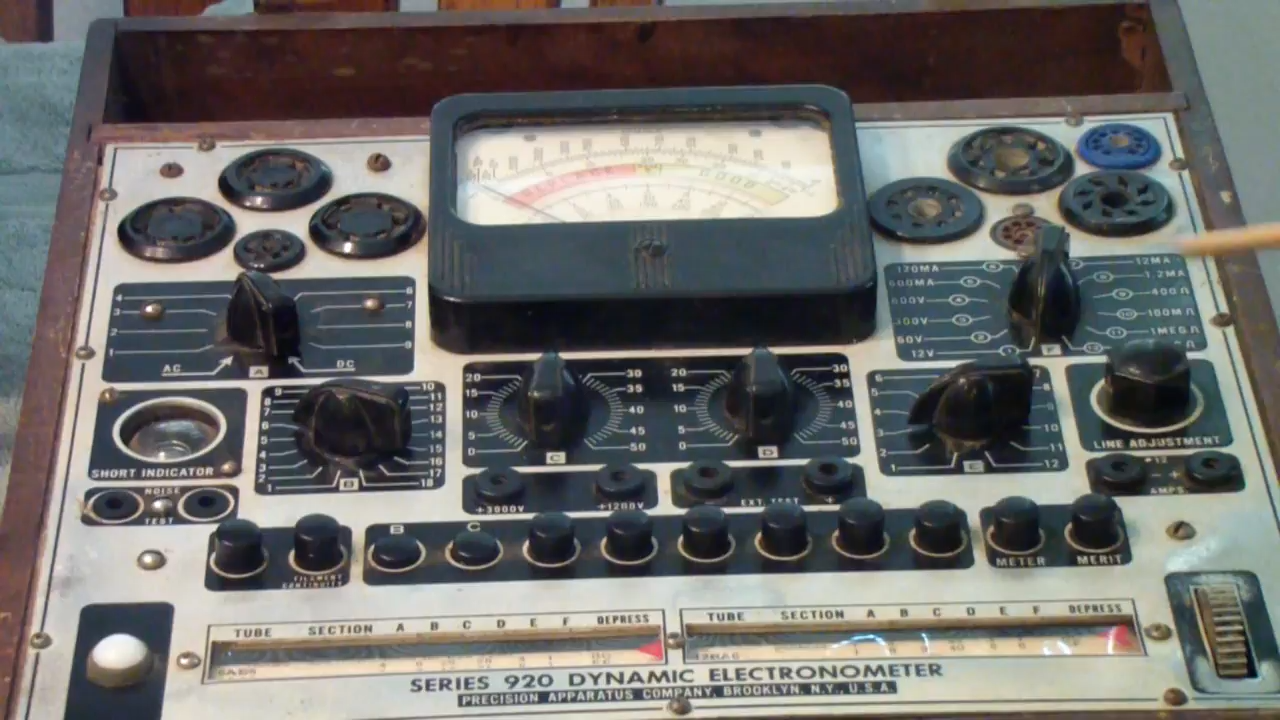 REPLACE ? GOOD
4 6
3 7
2 8
1 9
AC A DC
120MA 12MA
600MA 1.2MA
600V 400Ω
300V 100MΩ
60V 1MEGΩ
12V F
SHORT INDICATOR
NOISE
TEST
9 10
8 11
7 12
6 13
5 14
4 15
3 16
2 17
1 B 18
20 30
15 35
10 40
5 45
0 C 50
20 30
15 35
10 40
5 45
0 D 50
6 7
5 8
4
10
2 11
1 E 12
LINE ADJUSTMENT
+3000V +1200V
- EXT. TEST +
+12
- +
AMPS.
FILAMENT
CONTINUITY
B C
METER MERIT
TUBE SECTION A B C D E F DEPRESS
TUBE SECTION A B C D E F DEPRESS
SERIES 920 DYNAMIC ELECTRONOMETER
PRECISION APPARATUS COMPANY, BROOKLYN, N.Y., U.S.A.